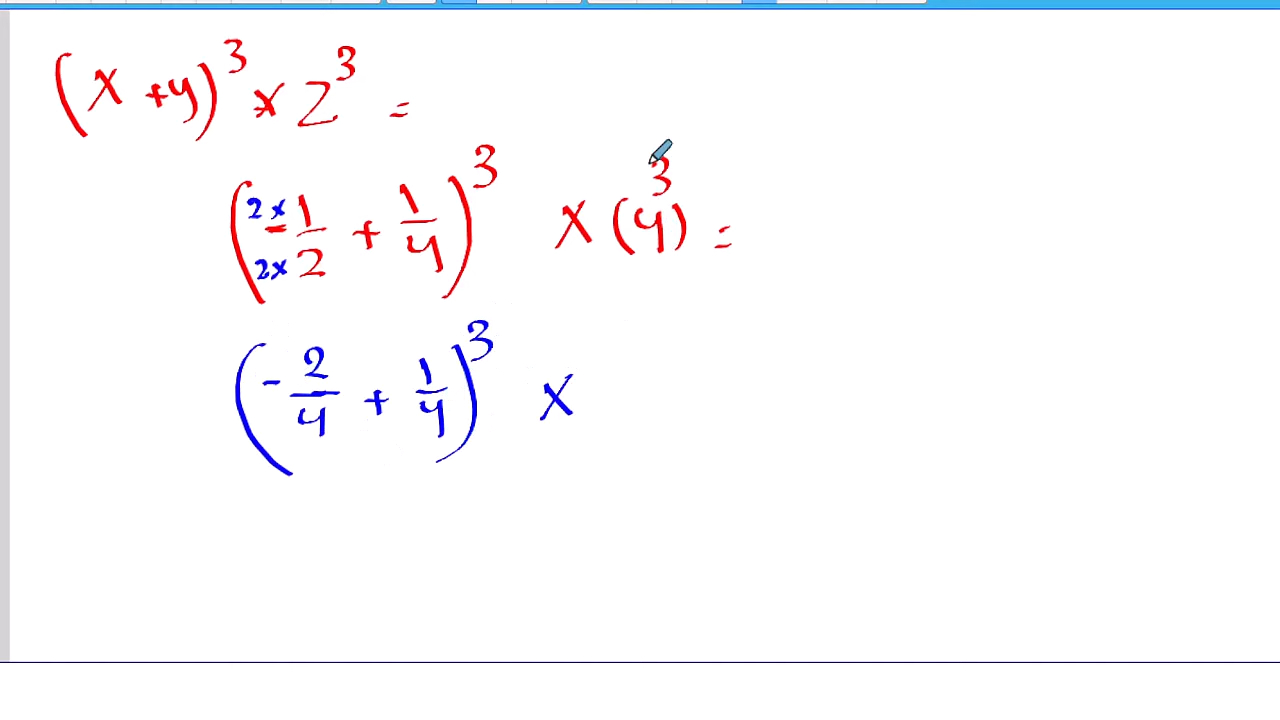 (x + y)³ × Z³ =
(2× -1/2×2 + 1/4)³ × (4)³ =
(-2/4 + 1/4)³ ×